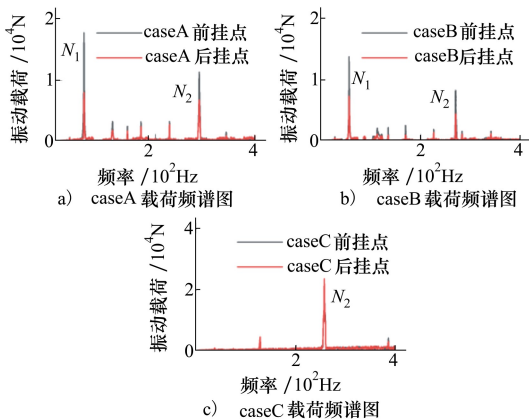 振动载荷 /10⁴N
2
1
0
caseA 前挂点
caseA 后挂点
N₁
N₂
2
4
频率 /10²Hz
a) caseA 载荷频谱图
振动载荷 /10⁴N
2
1
0
caseB 前挂点
caseB后挂点
N₁
N₂
2
4
频率 /10²Hz
b) caseB 载荷频谱图
振动载荷 /10⁴N
4
2
0
caseC 前挂点
caseC 后挂点
N₂
2
4
频率 /10²Hz
c) caseC 载荷频谱图